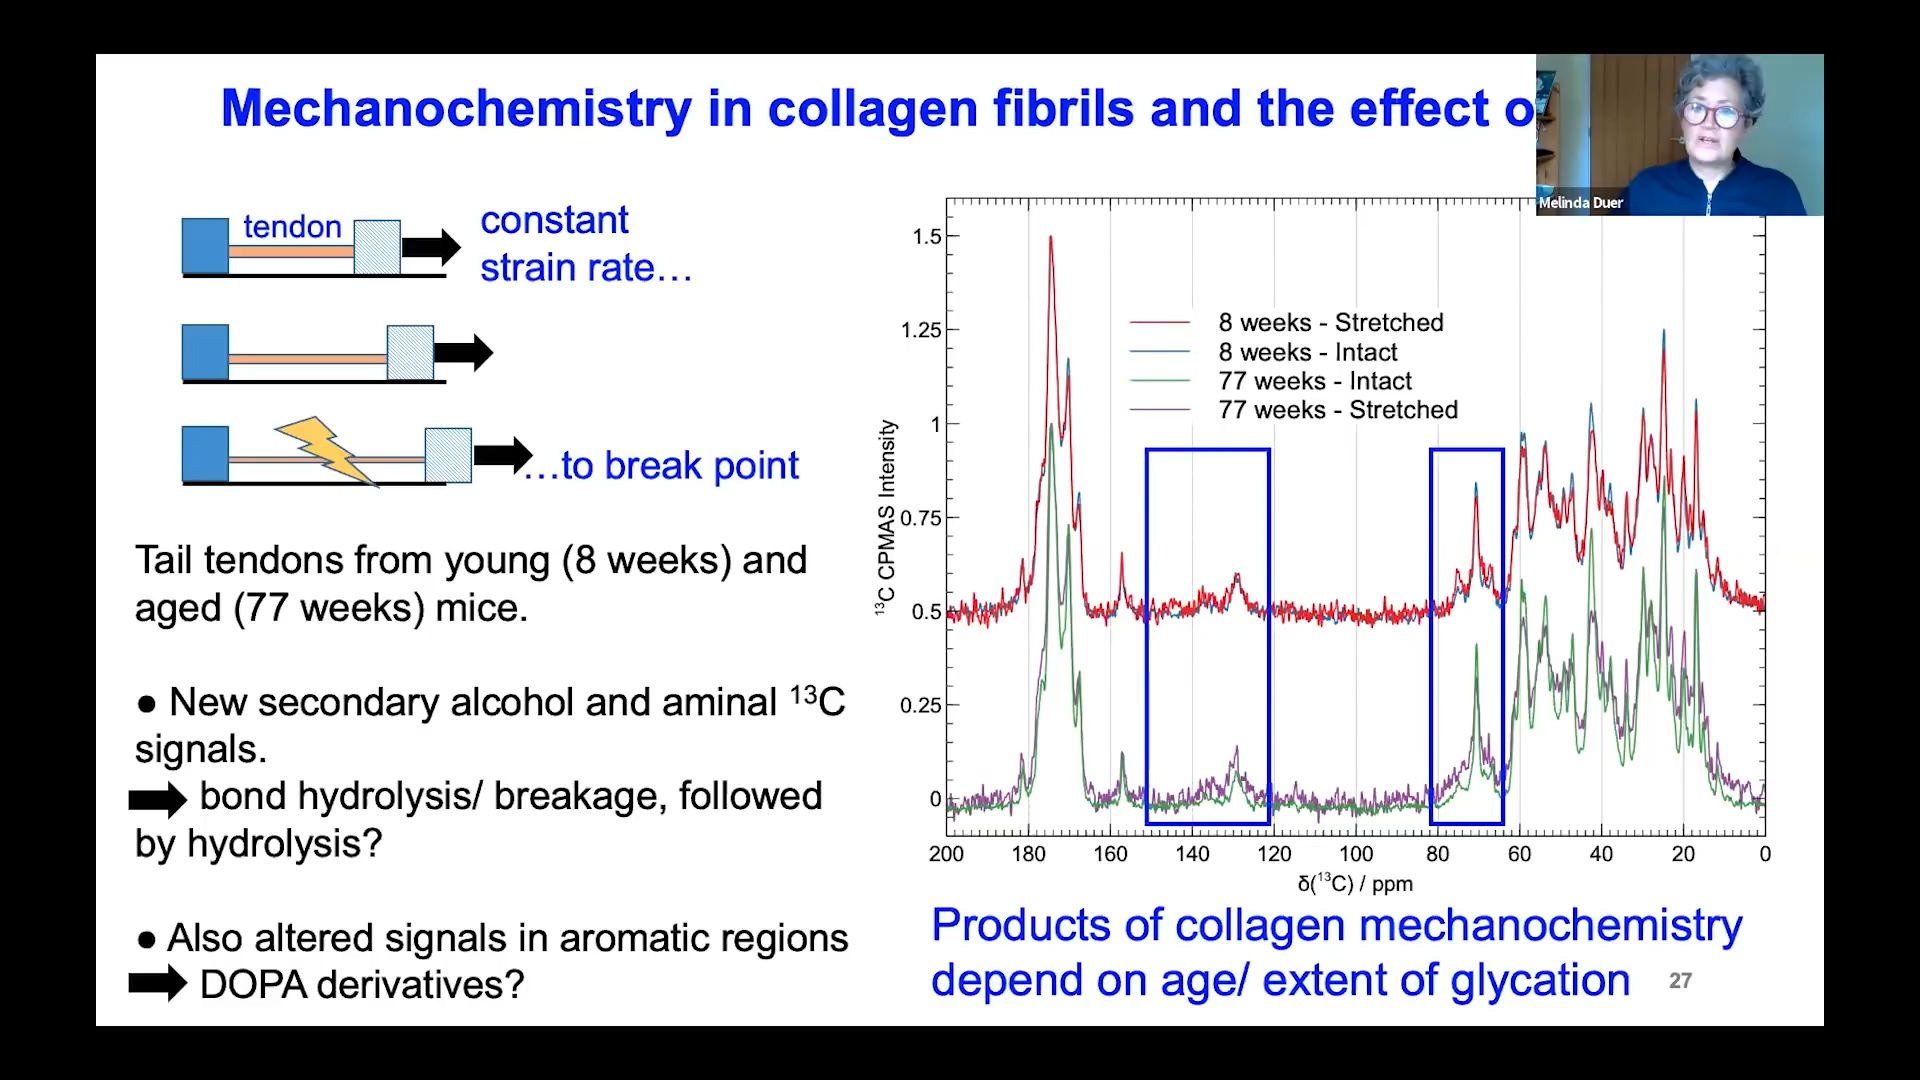 Mechanochemistry in collagen fibrils and the effect o
Melinda Duer
tendon
constant
strain rate…
…to break point
Tail tendons from young (8 weeks) and
aged (77 weeks) mice.
● New secondary alcohol and aminal ¹³C
signals.
bond hydrolysis/ breakage, followed
by hydrolysis?
● Also altered signals in aromatic regions
DOPA derivatives?
¹³C CPMAS Intensity
1.5
1.25
1
0.75
0.5
0.25
0
8 weeks - Stretched
8 weeks - Intact
77 weeks - Intact
77 weeks - Stretched
200 180 160 140 120 100 80 60 40 20 0
δ(¹³C) / ppm
Products of collagen mechanochemistry
depend on age/ extent of glycation
27